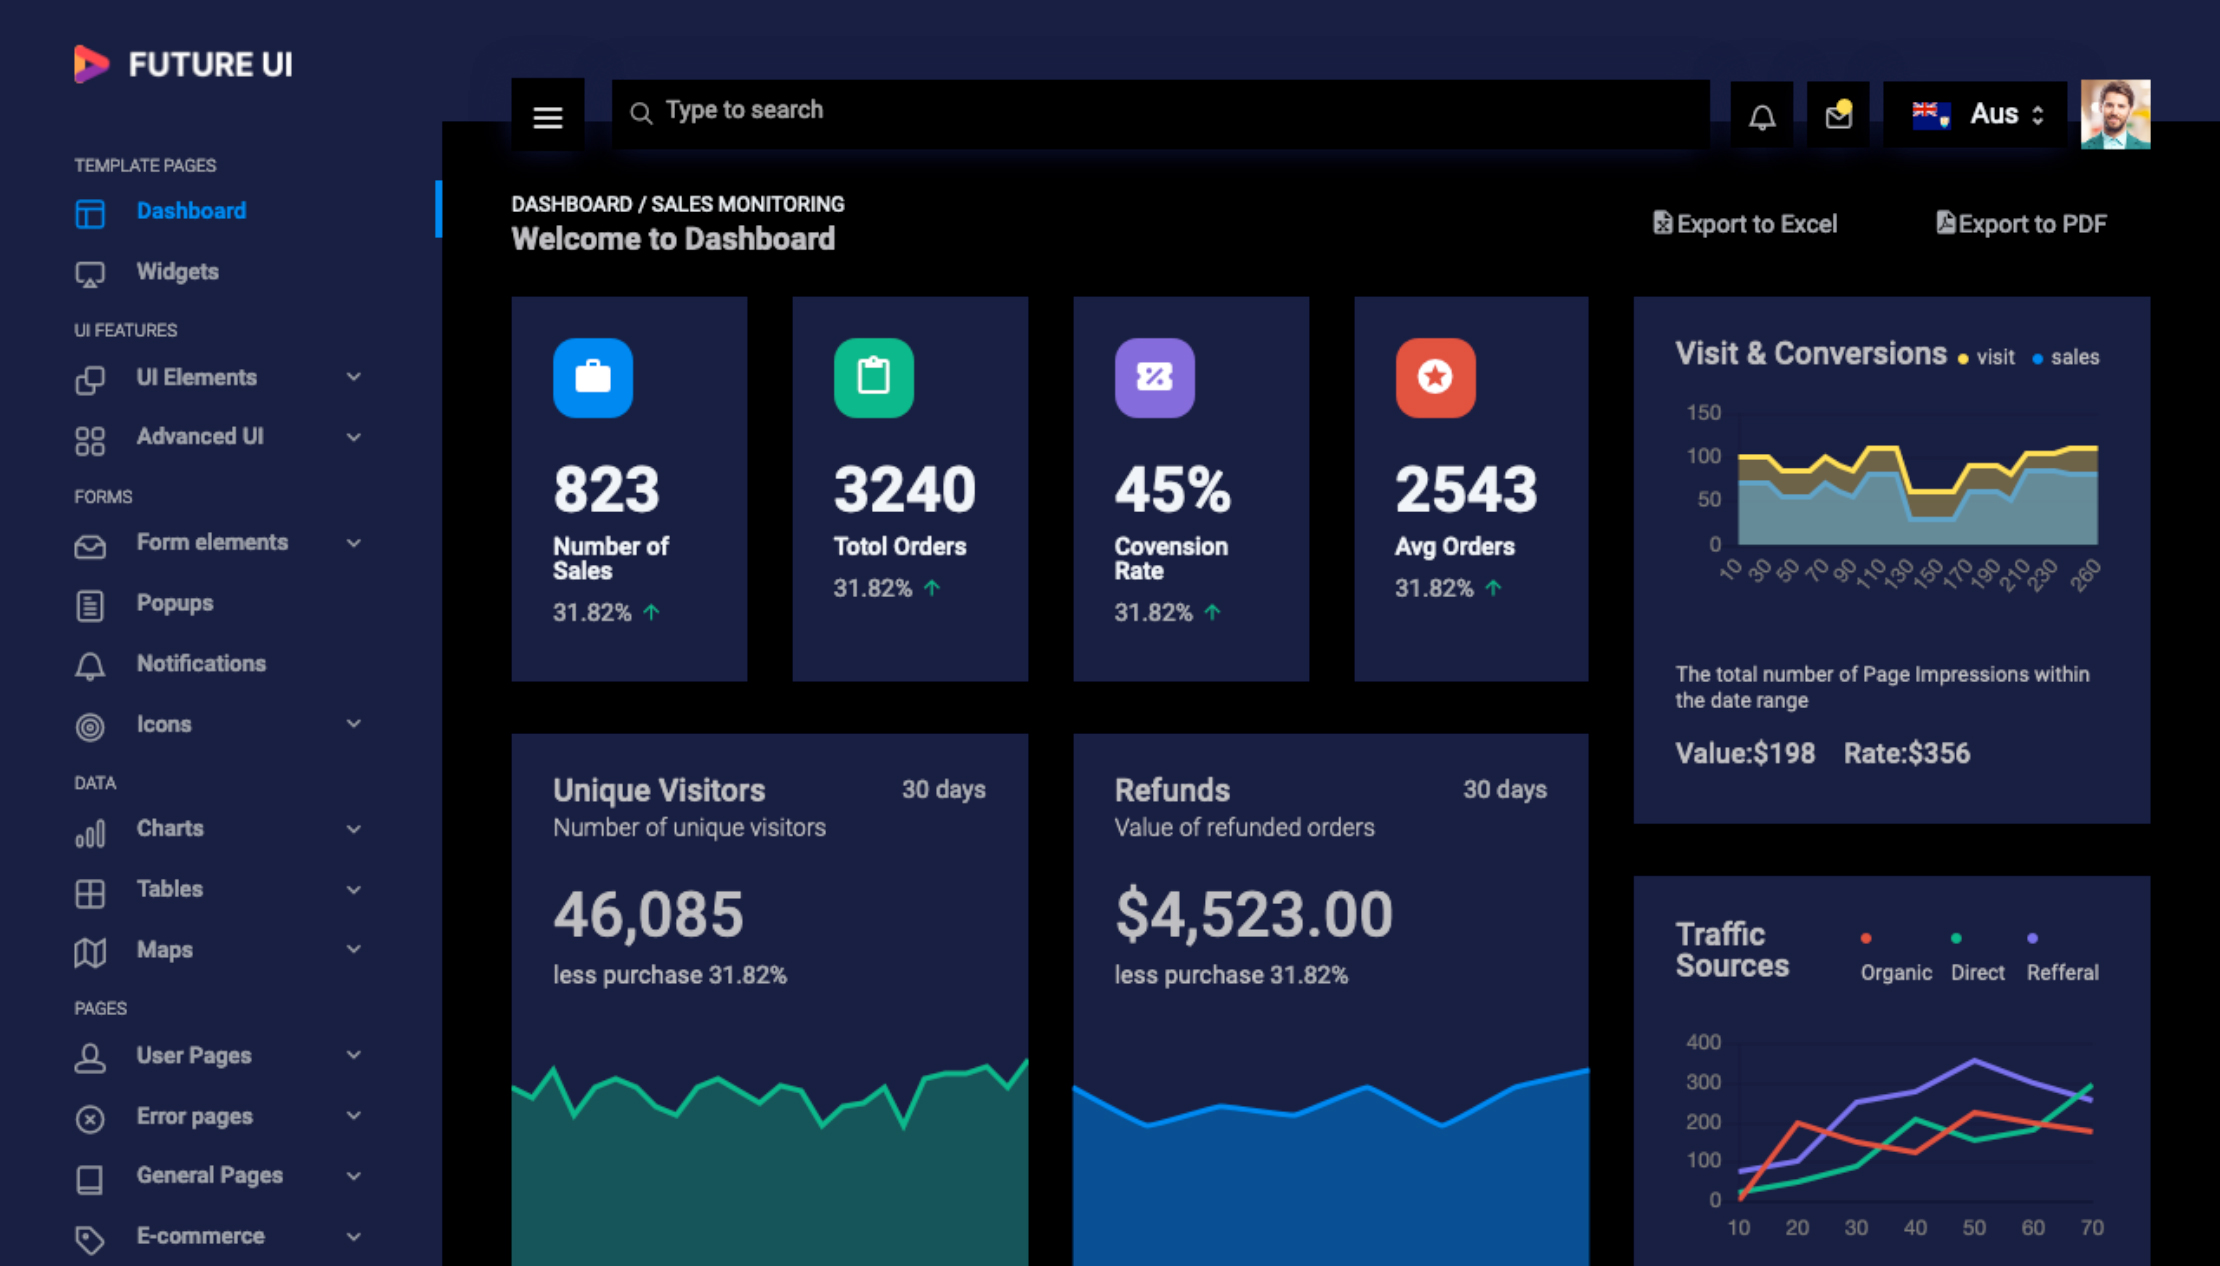 FUTURE UI
TEMPLATE PAGES
Dashboard
Widgets
UI FEATURES
UI Elements
Advanced UI
FORMS
Form elements
Popups
Notifications
Icons
DATA
Charts
Tables
Maps
PAGES
User Pages
Error pages
General Pages
E-commerce
Type to search
Aus
DASHBOARD / SALES MONITORING
Welcome to Dashboard
Export to Excel
Export to PDF
823
Number of
Sales
31.82%
3240
Totol Orders
31.82%
45%
Covension
Rate
31.82%
2543
Avg Orders
31.82%
Visit & Conversions
visit
sales
150
100
50
0
10 30 50 70 90 110 130 150 170 190 210 230 260
The total number of Page Impressions within
the date range
Value:$198 Rate:$356
Unique Visitors
30 days
Number of unique visitors
46,085
less purchase 31.82%
Refunds
30 days
Value of refunded orders
$4,523.00
less purchase 31.82%
Traffic
Sources
Organic Direct Refferal
400
300
200
100
0
10 20 30 40 50 60 70